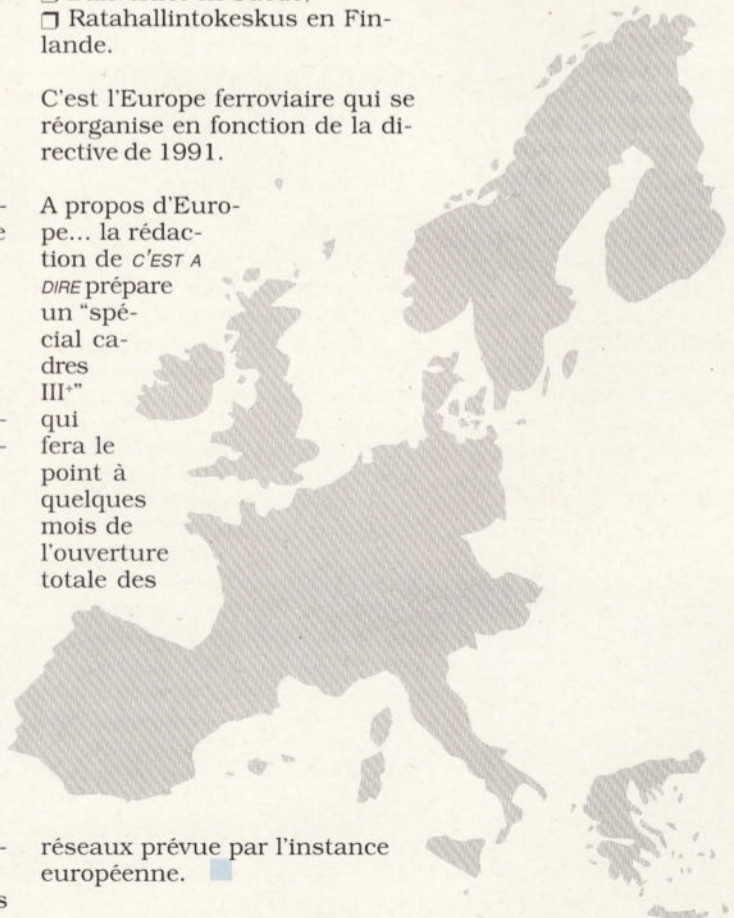 ❒ Ratahallintokeskus en Fin-
lande.
C'est l'Europe ferroviaire qui se
réorganise en fonction de la di-
rective de 1991.
A propos d'Euro-
pe... la rédac-
tion de C'EST A
DIRE prépare
un “spé-
cial ca-
dres
III+”
qui
fera le
point à
quelques
mois de
l'ouverture
totale des
réseaux prévue par l'instance
européenne.